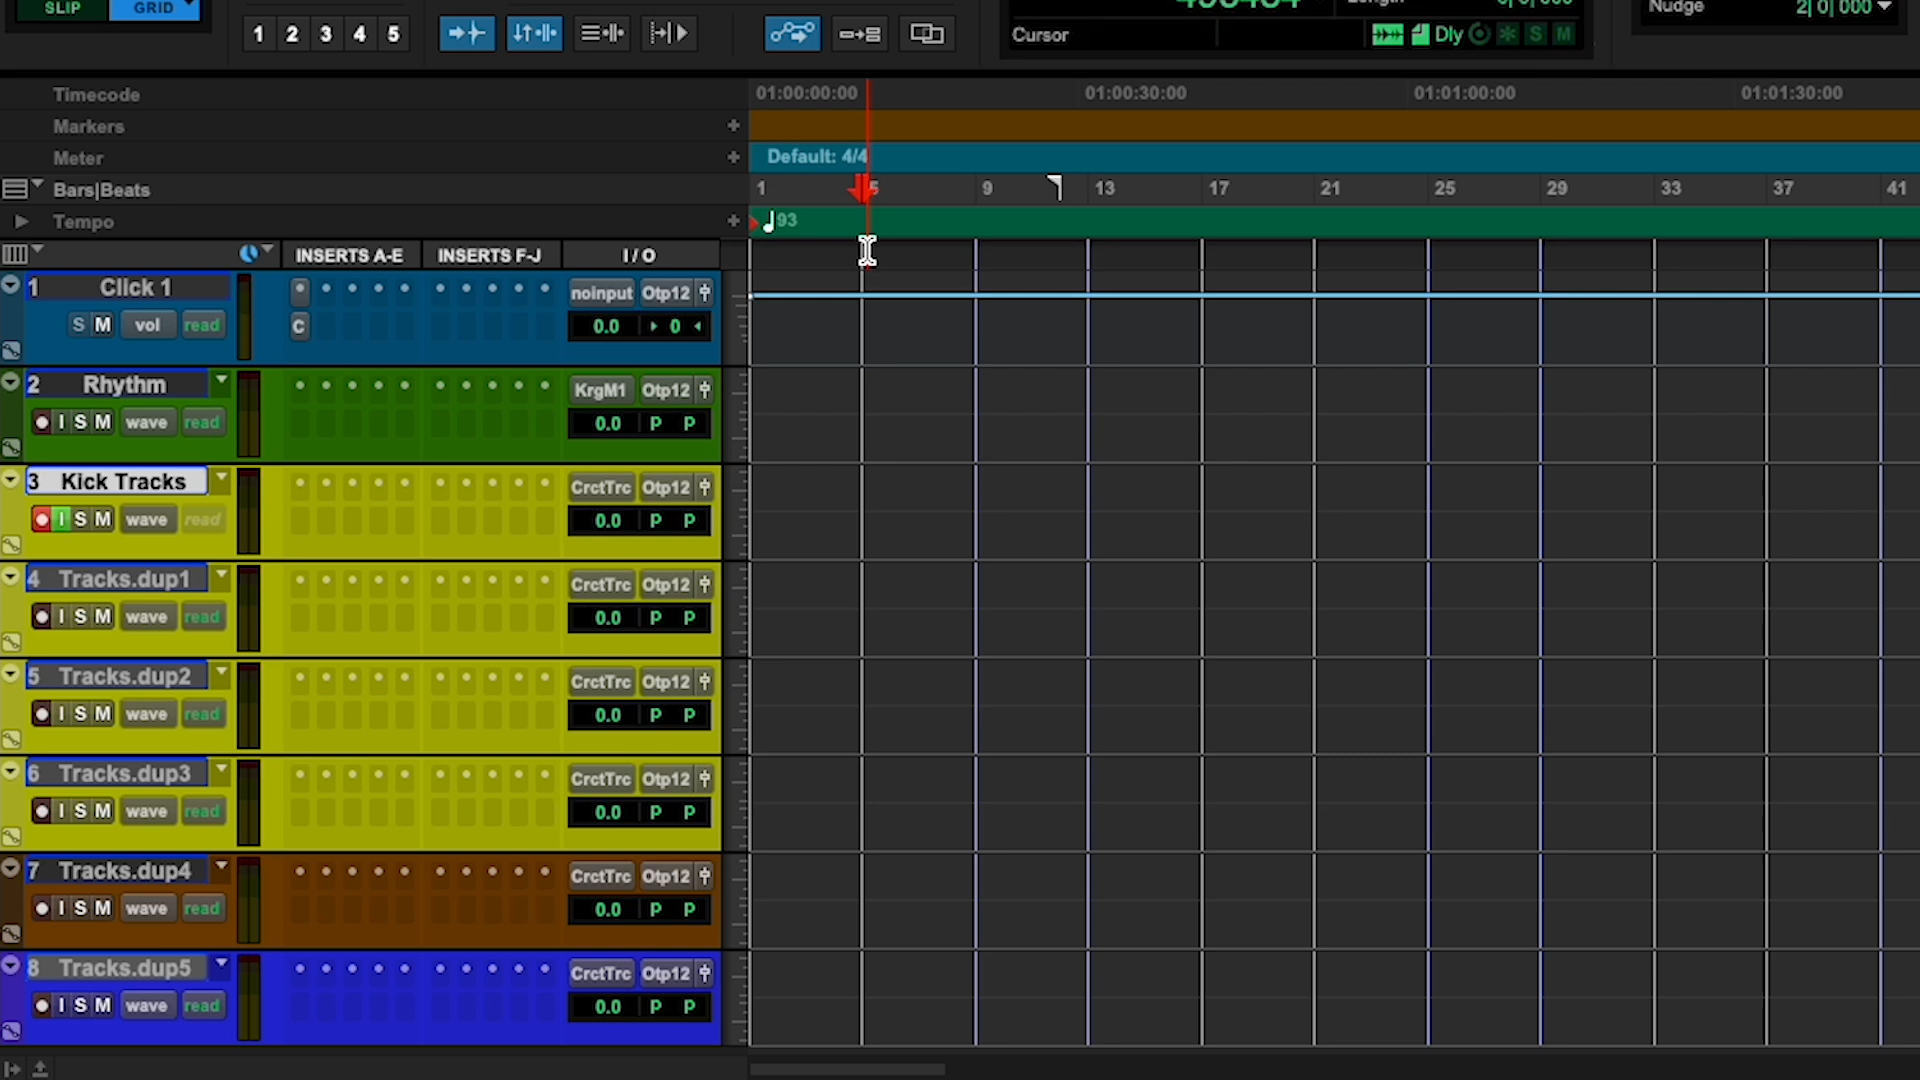 SLIP GRID
1 2 3 4 5
Cursor
Dly
S M
Nudge 2| 0| 000
Timecode 01:00:00:00 01:00:30:00 01:01:00:00 01:01:30:00
Markers +
Meter + Default: 4/4
Bars|Beats 1 5 9 13 17 21 25 29 33 37 41
Tempo + 93
INSERTS A-E INSERTS F-J I / O
1 Click 1 noinput Otp12
S M vol read C 0.0 0
2 Rhythm KrgM1 Otp12
I S M wave read 0.0 P P
3 Kick Tracks CrctTrc Otp12
I S M wave read 0.0 P P
4 Tracks.dup1 CrctTrc Otp12
I S M wave read 0.0 P P
5 Tracks.dup2 CrctTrc Otp12
I S M wave read 0.0 P P
6 Tracks.dup3 CrctTrc Otp12
I S M wave read 0.0 P P
7 Tracks.dup4 CrctTrc Otp12
I S M wave read 0.0 P P
8 Tracks.dup5 CrctTrc Otp12
I S M wave read 0.0 P P